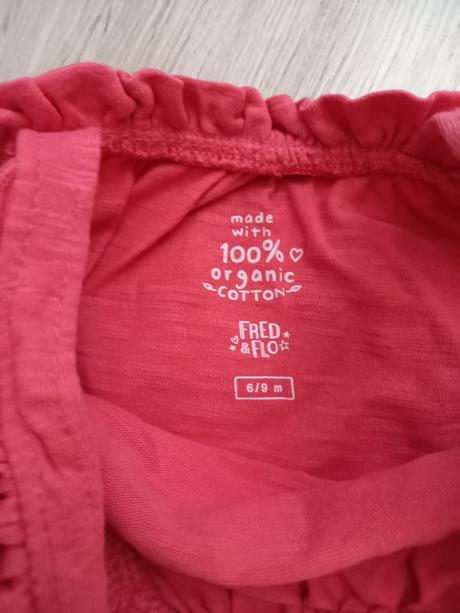 made
with
100%
organic
COTTON
FRED
&FLO
6/9 m